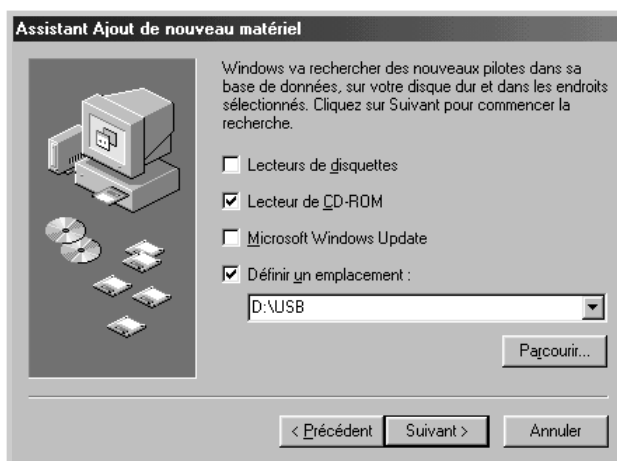 Assistant Ajout de nouveau matériel
Windows va rechercher des nouveaux pilotes dans sa
base de données, sur votre disque dur et dans les endroits
sélectionnés. Cliquez sur Suivant pour commencer la
recherche.
Lecteurs de disquettes
Lecteur de CD-ROM
Microsoft Windows Update
Définir un emplacement :
D:\USB
Parcourir...
< Précédent
Suivant >
Annuler